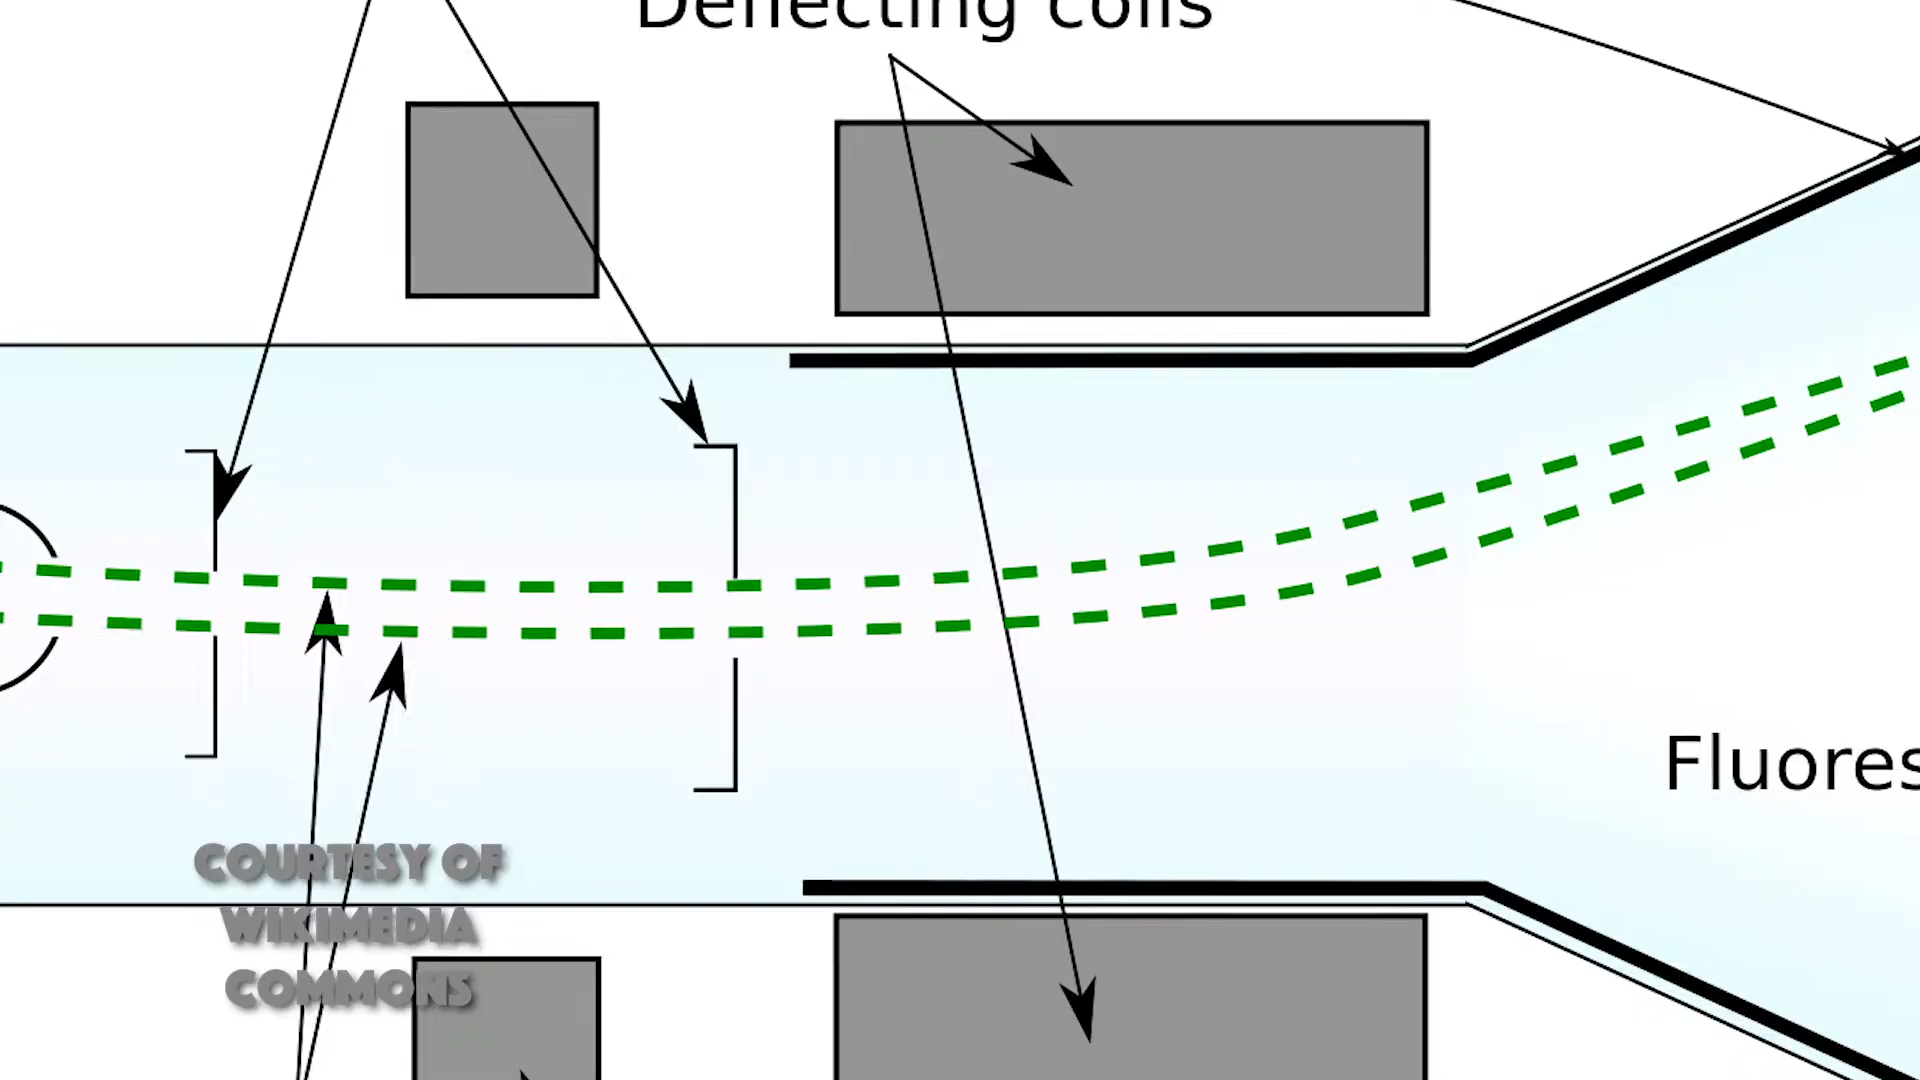 Deflecting coils
Fluores
COURTESY OF
WIKIMEDIA
COMMONS